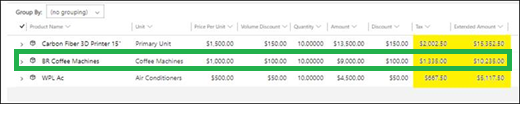 Group By: (no grouping)
Product Name Unit Price Per Unit Volume Discount Quantity Amount Discount Tax Extended Amount
Carbon Fiber 3D Printer 15" Primary Unit $1,500.00 $150.00 10.00000 $13,500.00 $150.00 $2,002.50 $15,352.50
BR Coffee Machines Coffee Machines $1,000.00 $100.00 10.00000 $9,000.00 $100.00 $1,335.00 $10,235.00
WPL Ac Air Conditioners $500.00 $50.00 10.00000 $4,500.00 $50.00 $667.50 $5,117.50